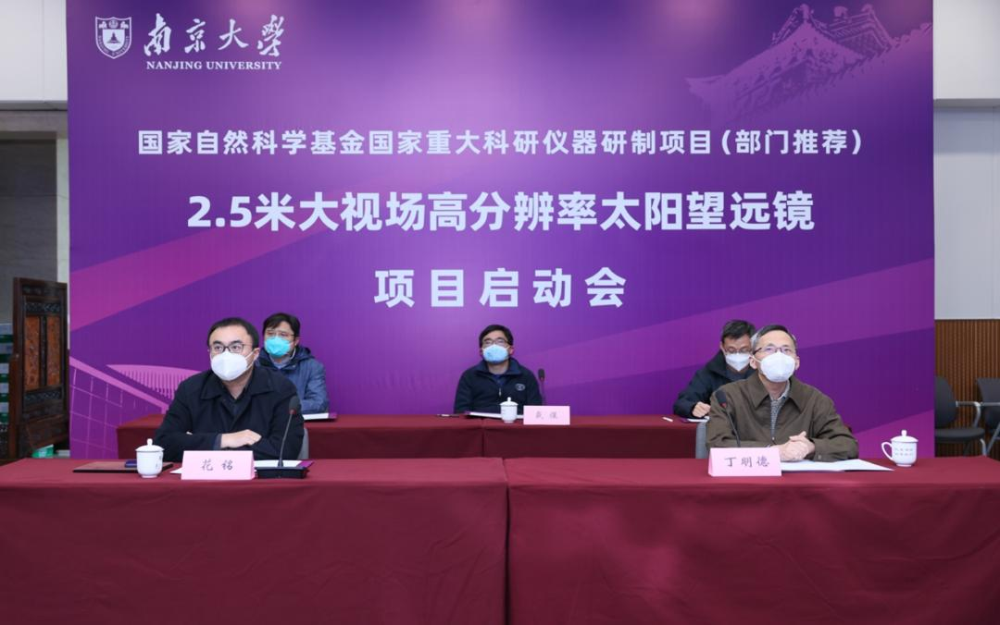 南京大学
NANJING UNIVERSITY
国家自然科学基金国家重大科研仪器研制项目(部门推荐)
2.5米大视场高分辨率太阳望远镜
项目启动会
花铭
丁明德